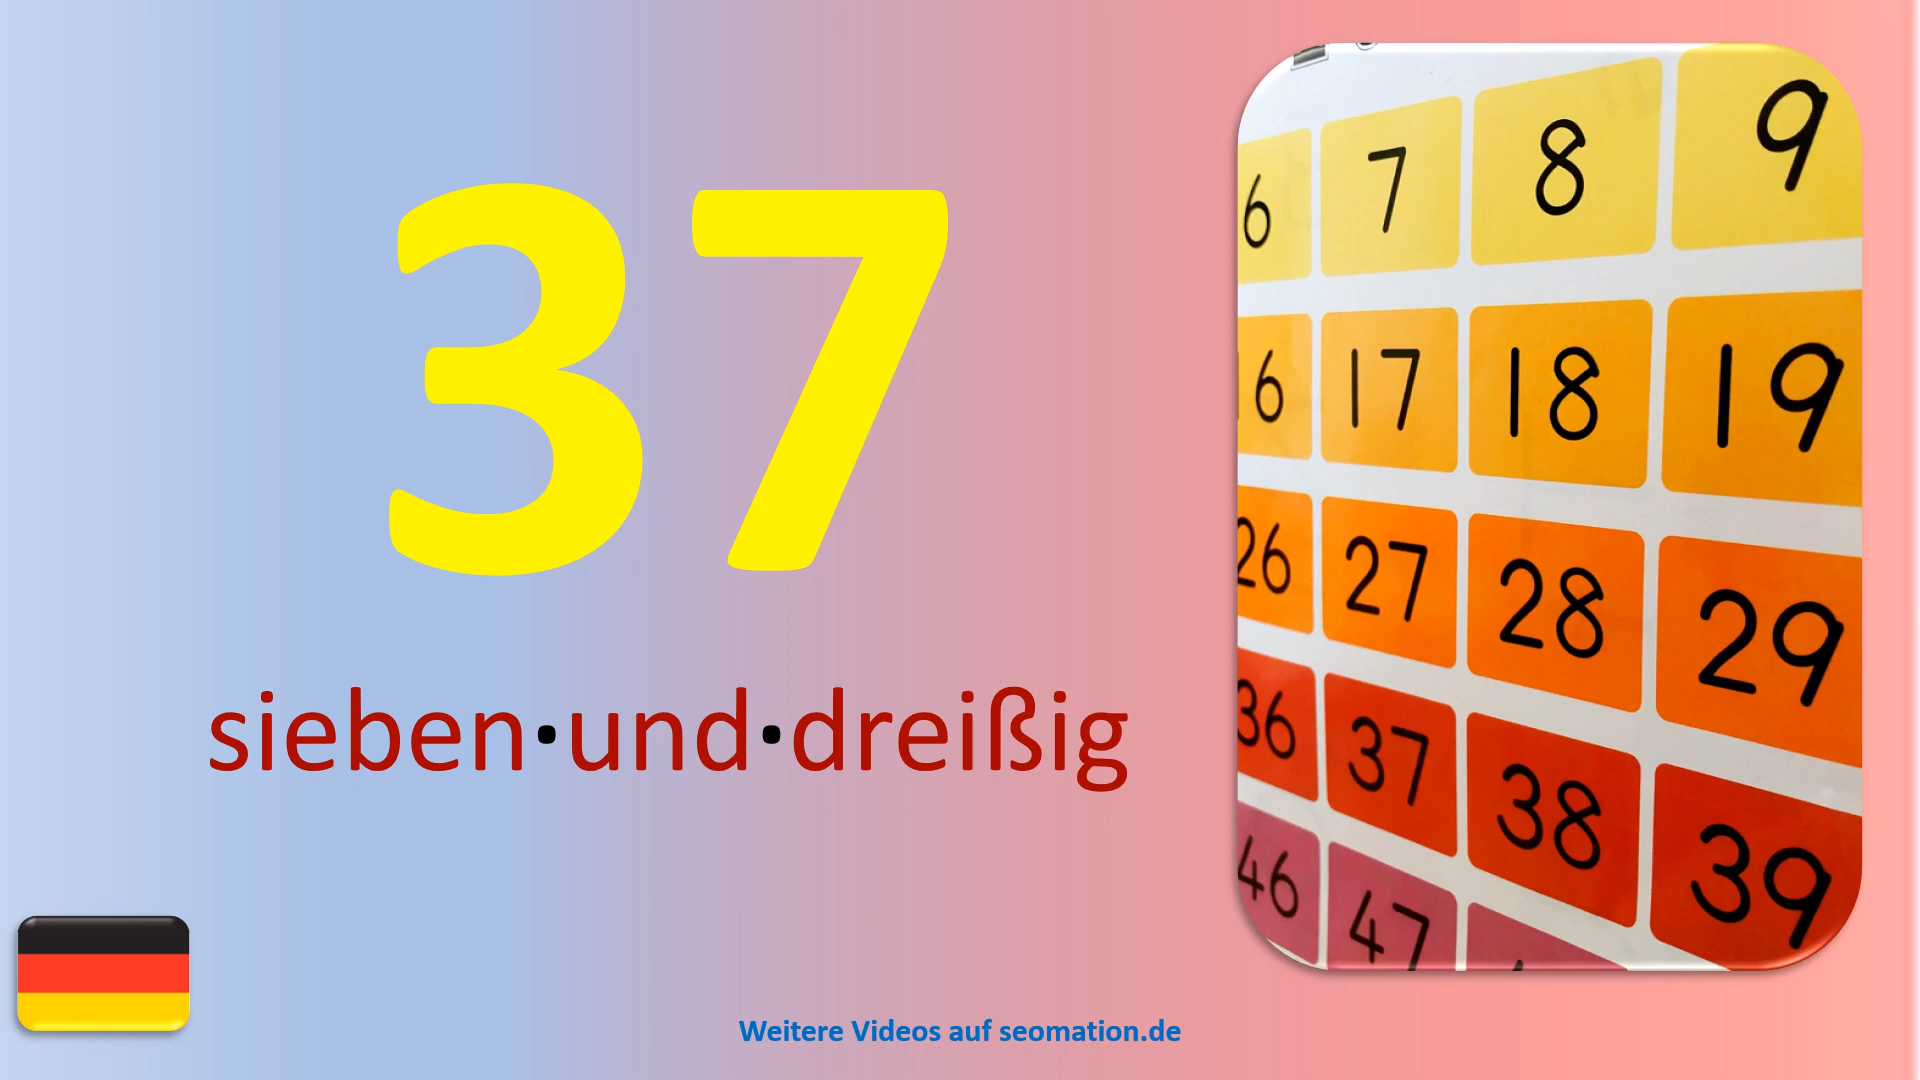 37
sieben·und·dreißig
6 7 8 9
16 17 18 19
26 27 28 29
36 37 38 39
46 47
Weitere Videos auf seomation.de